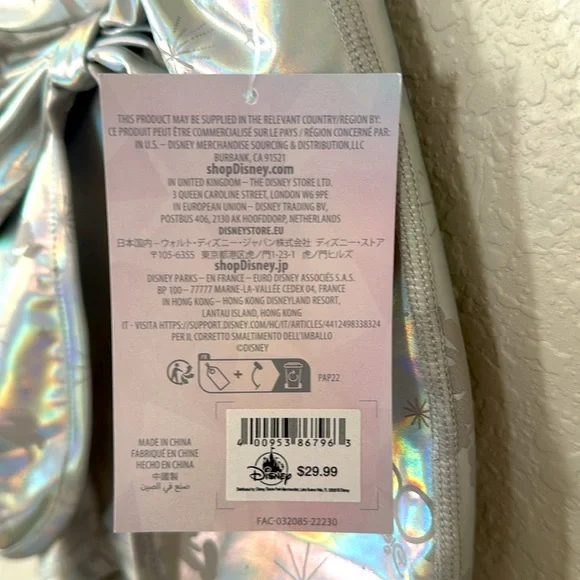 THIS PRODUCT MAY BE SUPPLIED IN THE RELEVANT COUNTRY/REGION BY:
CE PRODUIT PEUT ÊTRE COMMERCIALISÉ SUR LE PAYS / RÉGION CONCERNÉ PAR:
IN U.S. – DISNEY MERCHANDISE SOURCING & DISTRIBUTION,LLC
BURBANK, CA 91521
shopDisney.com
IN UNITED KINGDOM – THE DISNEY STORE LTD.
3 QUEEN CAROLINE STREET, LONDON W6 9PE
IN EUROPEAN UNION – DISNEY TRADING BV,
POSTBUS 406, 2130 AK HOOFDDORP, NETHERLANDS
DISNEYSTORE.EU
日本国内–ウォルト・ディズニー・ジャパン株式会社 ディズニー・ストア
〒105-6355 東京都港区虎ノ門1-23-1 虎ノ門ヒルズ
shopDisney.jp
DISNEY PARKS - EN FRANCE - EURO DISNEY ASSOCIÉS S.A.S.
BP 100 – 77777 MARNE-LA-VALLÉE CEDEX 04, FRANCE
IN HONG KONG – HONG KONG DISNEYLAND RESORT,
LANTAU ISLAND, HONG KONG
IT - VISITA HTTPS://SUPPORT.DISNEY.COM/HC/IT/ARTICLES/4412498338324
PER IL CORRETTO SMALTIMENTO DELL'IMBALLO
©DISNEY
FR
PAP22
MADE IN CHINA
FABRIQUÉ EN CHINE
HECHO EN CHINA
中國製
صنع في الصين
4 00953 86796 3
DISNEY
$29.99
FAC-032085-22230